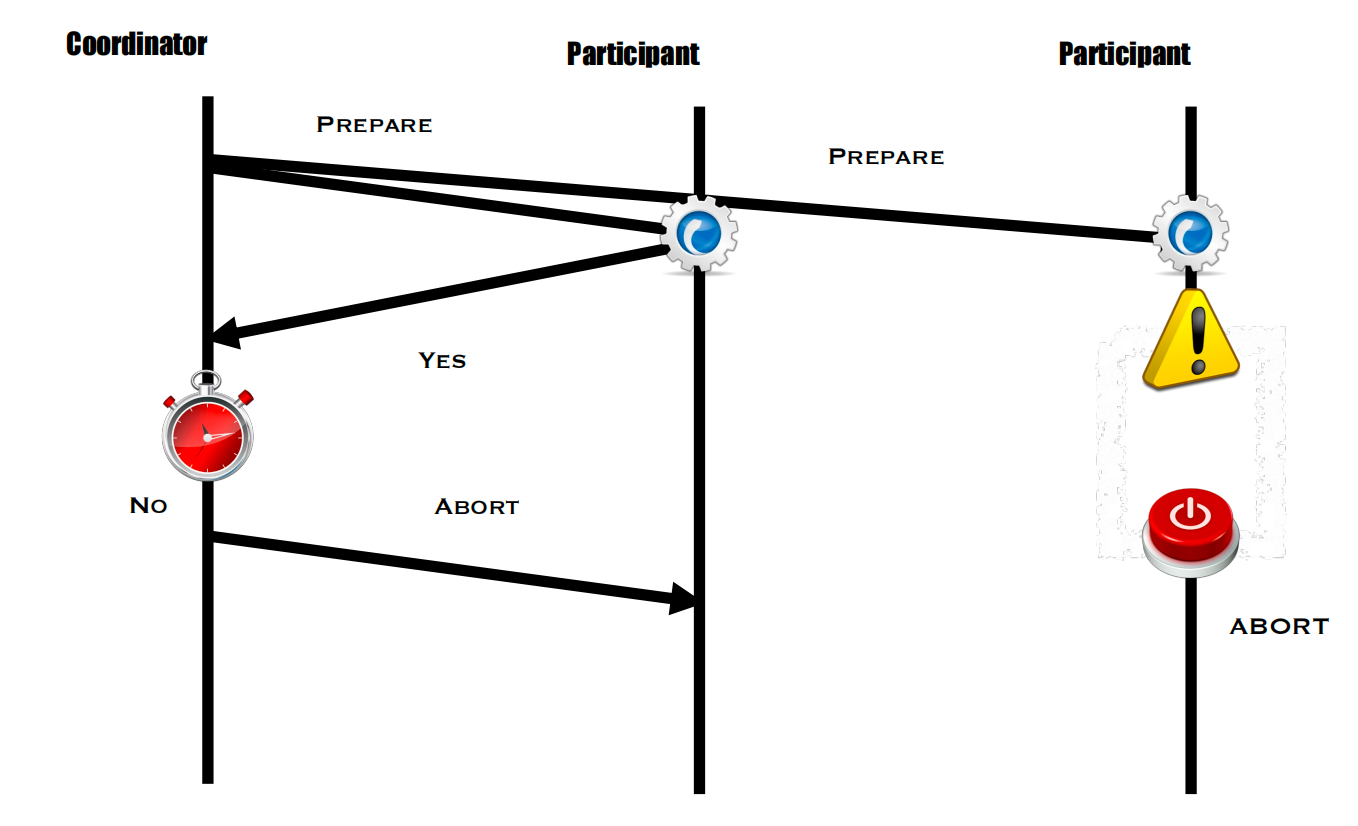 Coordinator
Participant
Participant
Prepare
Prepare
Yes
No
Abort
ABORT